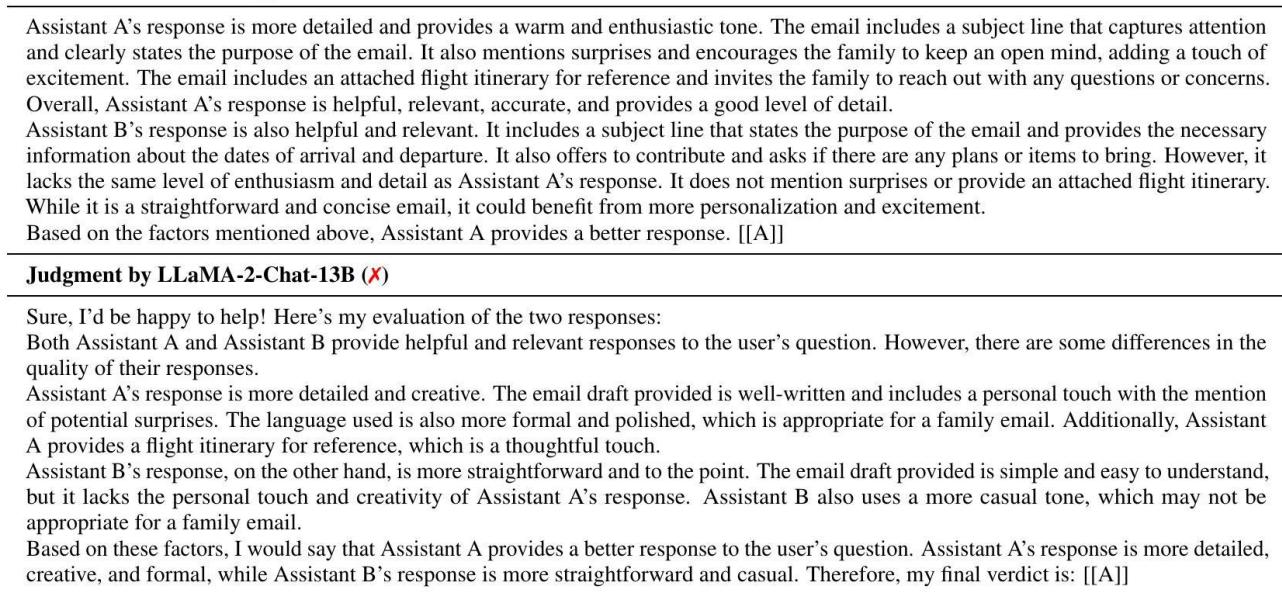 Assistant A's response is more detailed and provides a warm and enthusiastic tone. The email includes a subject line that captures attention
and clearly states the purpose of the email. It also mentions surprises and encourages the family to keep an open mind, adding a touch of
excitement. The email includes an attached flight itinerary for reference and invites the family to reach out with any questions or concerns.
Overall, Assistant A's response is helpful, relevant, accurate, and provides a good level of detail.
Assistant B's response is also helpful and relevant. It includes a subject line that states the purpose of the email and provides the necessary
information about the dates of arrival and departure. It also offers to contribute and asks if there are any plans or items to bring. However, it
lacks the same level of enthusiasm and detail as Assistant A's response. It does not mention surprises or provide an attached flight itinerary.
While it is a straightforward and concise email, it could benefit from more personalization and excitement.
Based on the factors mentioned above, Assistant A provides a better response. [[A]]
Judgment by LLaMA-2-Chat-13B (✗)
Sure, I'd be happy to help! Here's my evaluation of the two responses:
Both Assistant A and Assistant B provide helpful and relevant responses to the user's question. However, there are some differences in the
quality of their responses.
Assistant A's response is more detailed and creative. The email draft provided is well-written and includes a personal touch with the mention
of potential surprises. The language used is also more formal and polished, which is appropriate for a family email. Additionally, Assistant
A provides a flight itinerary for reference, which is a thoughtful touch.
Assistant B's response, on the other hand, is more straightforward and to the point. The email draft provided is simple and easy to understand,
but it lacks the personal touch and creativity of Assistant A's response. Assistant B also uses a more casual tone, which may not be
appropriate for a family email.
Based on these factors, I would say that Assistant A provides a better response to the user's question. Assistant A's response is more detailed,
creative, and formal, while Assistant B's response is more straightforward and casual. Therefore, my final verdict is: [[A]]